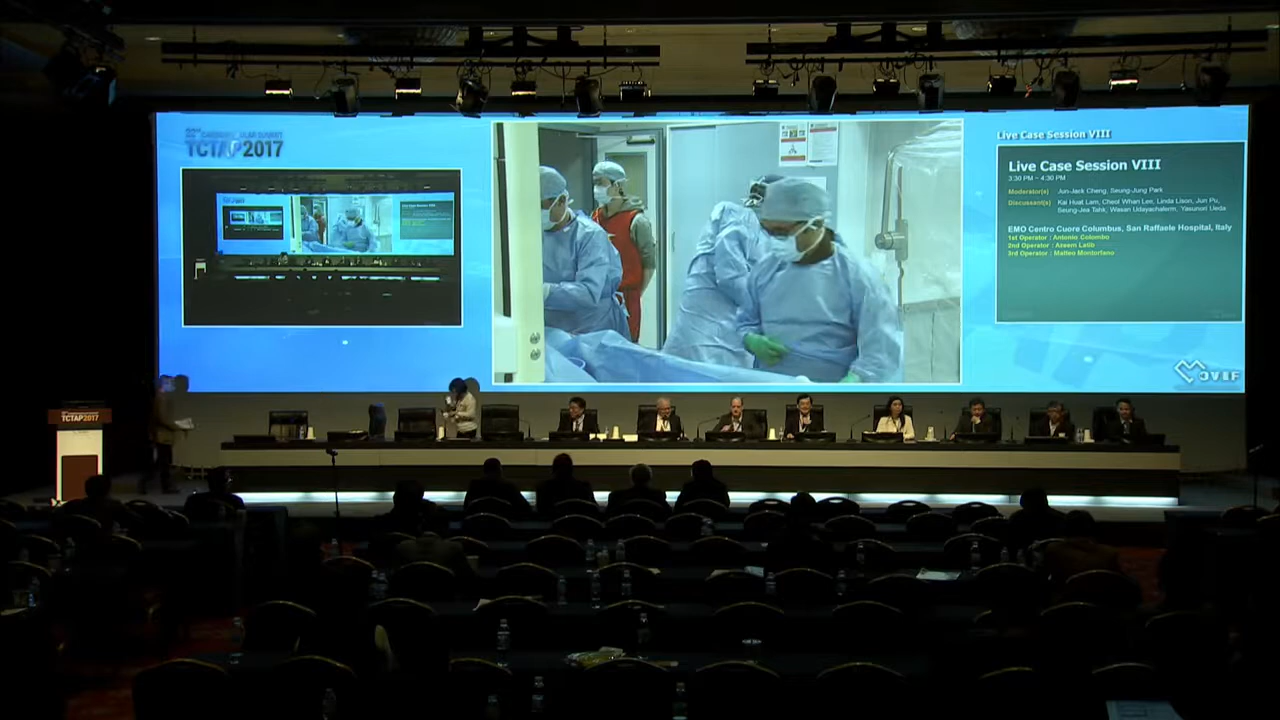 22nd CARDIOVASCULAR SUMMIT
TCTAP2017
Live Case Session VIII
Live Case Session VIII
3:30 PM ~ 4:30 PM
Moderator(s) Jun-Jack Cheng, Seung-Jung Park
Discussant(s) Kai Huat Lam, Cheol Whan Lee, Linda Lison, Jun Pu,
Seung-Jea Tahk, Wasan Udayachalerm, Yasunori Ueda
EMO Centro Cuore Columbus, San Raffaele Hospital, Italy
1st Operator : Antonio Colombo
2nd Operator : Azeem Latib
3rd Operator : Matteo Montorfano
CVRF
TCTAP2017